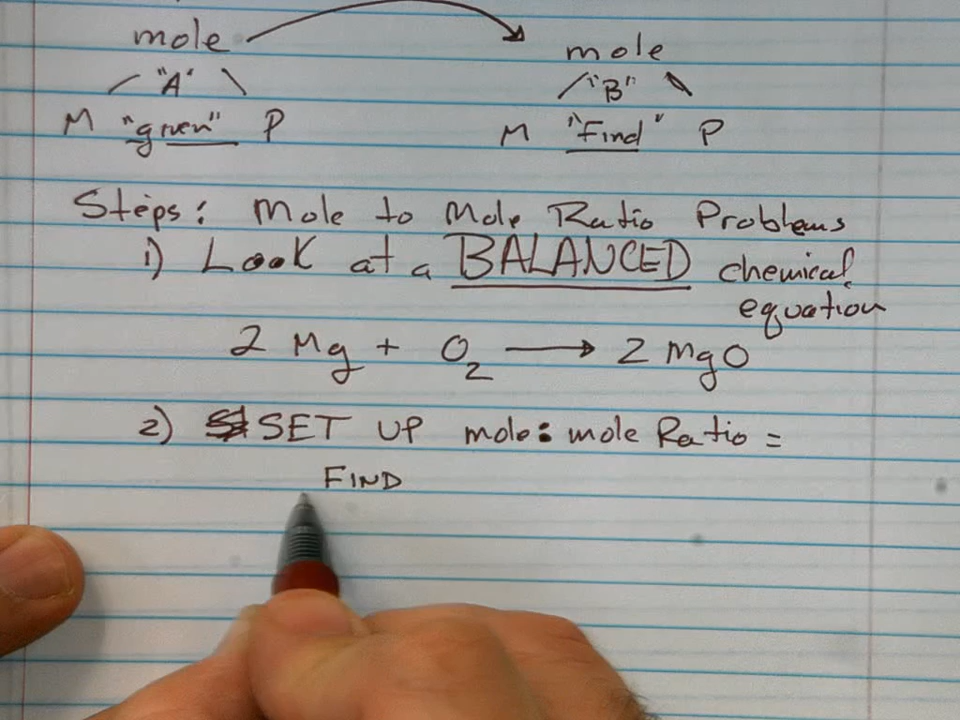 mole mole
"A" "B"
M "given" P M "Find" P
Steps: Mole to Mole Ratio Problems
1) Look at a BALANCED chemical
equation
2 Mg + O2 → 2 MgO
2) SET UP mole: mole Ratio =
FIND